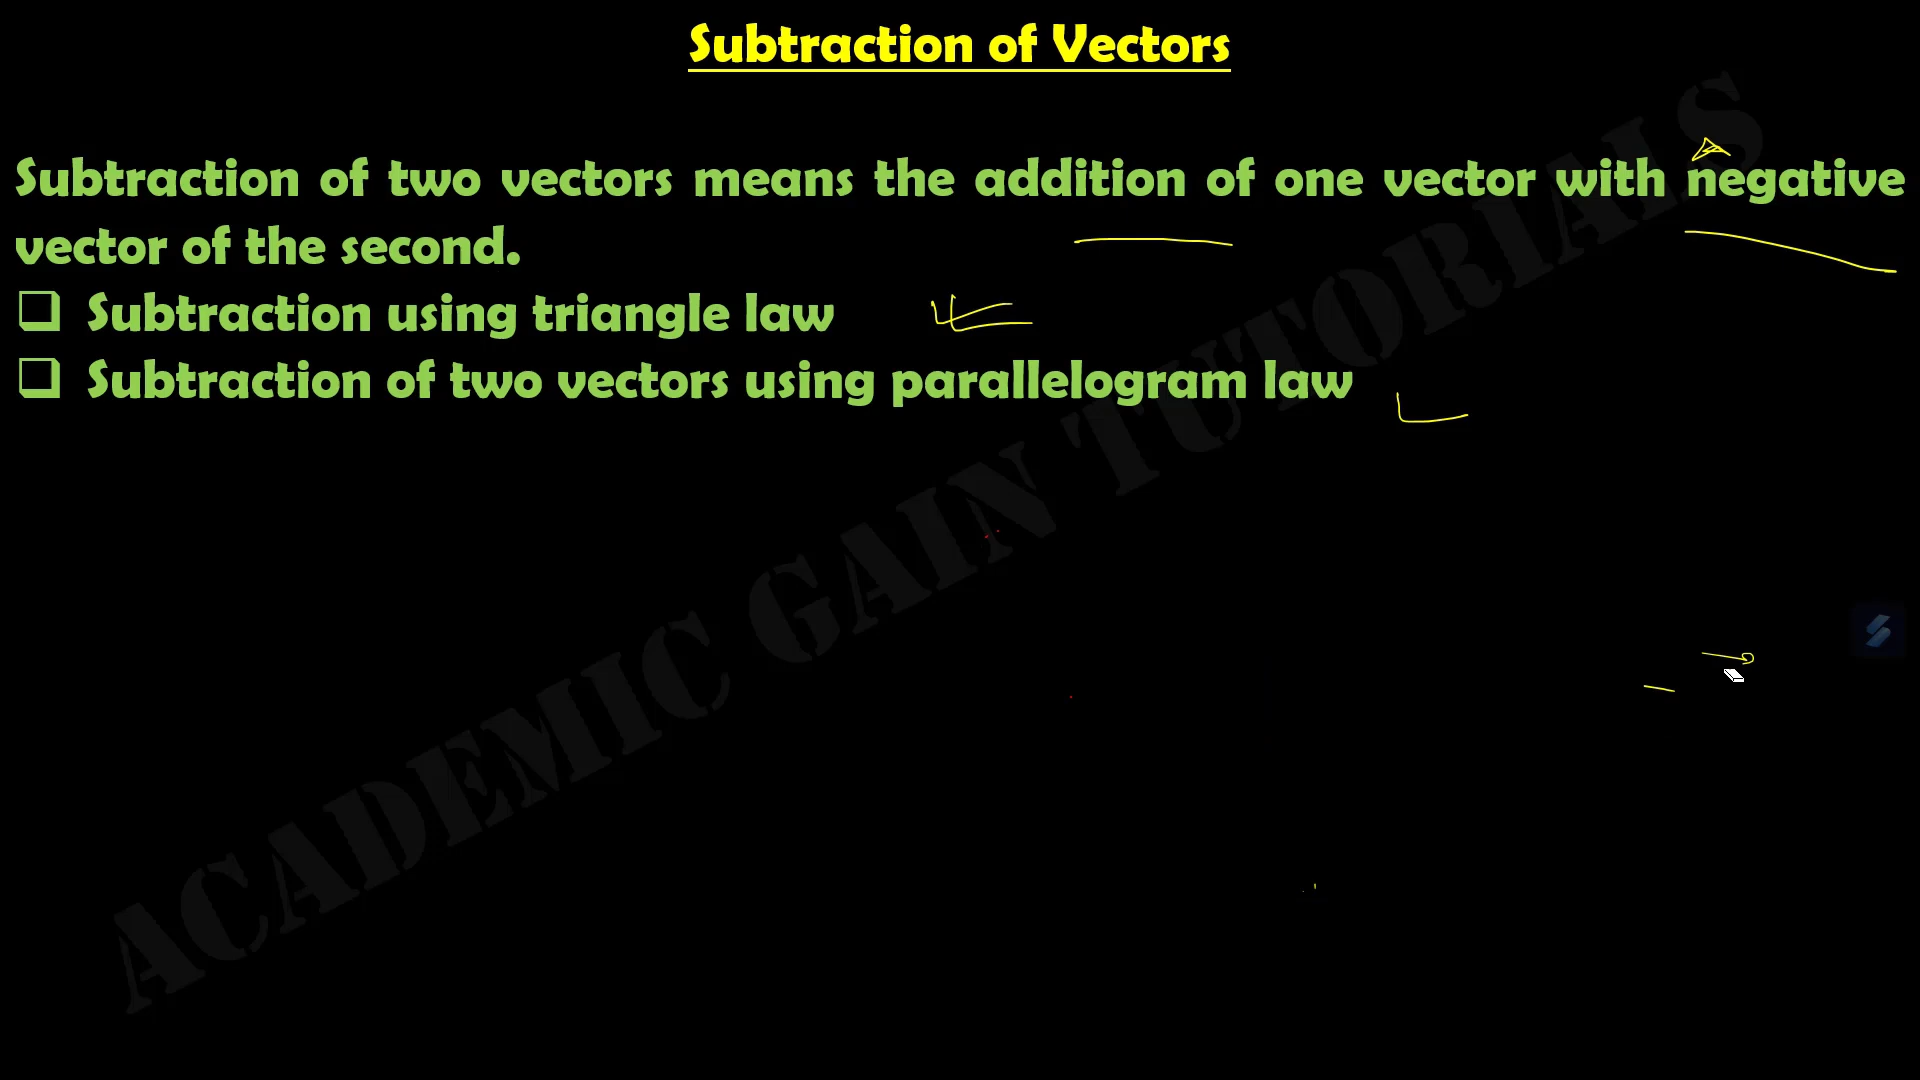 Subtraction of Vectors
Subtraction of two vectors means the addition of one vector with negative
vector of the second.
Subtraction using triangle law
Subtraction of two vectors using parallelogram law
ACADEMIC GAIN TUTORIALS